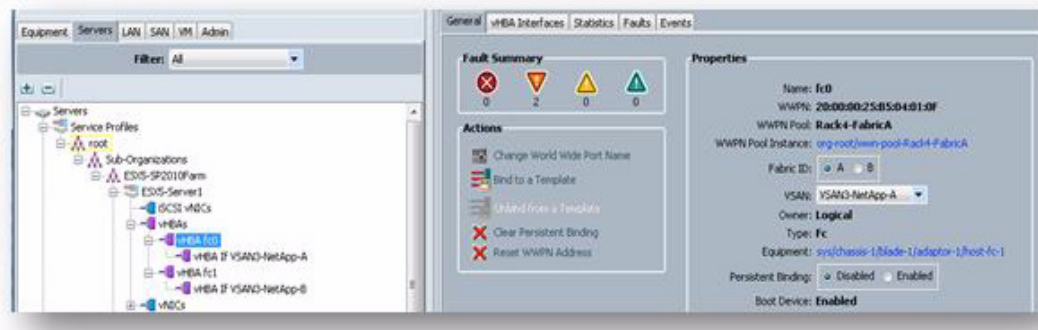 Equipment Servers LAN SAN VM Admin
Filter: All
Servers
Service Profiles
root
Sub-Organizations
ESXi5-SP2010Farm
ESXi5-Server1
iSCSI vNICs
vHBAs
vHBA fc0
vHBA IF VSAN3-NetApp-A
vHBA fc1
vHBA IF VSAN3-NetApp-B
vNICs
General vHBA Interfaces Statistics Faults Events
Fault Summary
0 2 0 0
Actions
Change World Wide Port Name
Bind to a Template
Unbind from a Template
Clear Persistent Binding
Reset WWPN Address
Properties
Name: fc0
WWPN: 20:00:00:25:B5:04:01:0F
WWPN Pool: Rack4-FabricA
WWPN Pool Instance: org-root/wwn-pool-Rack4-FabricA
Fabric ID: A B
VSAN: VSAN3-NetApp-A
Owner: Logical
Type: Fc
Equipment: sys/chassis-1/blade-1/adaptor-1/host-fc-1
Persistent Binding: Disabled Enabled
Boot Device: Enabled